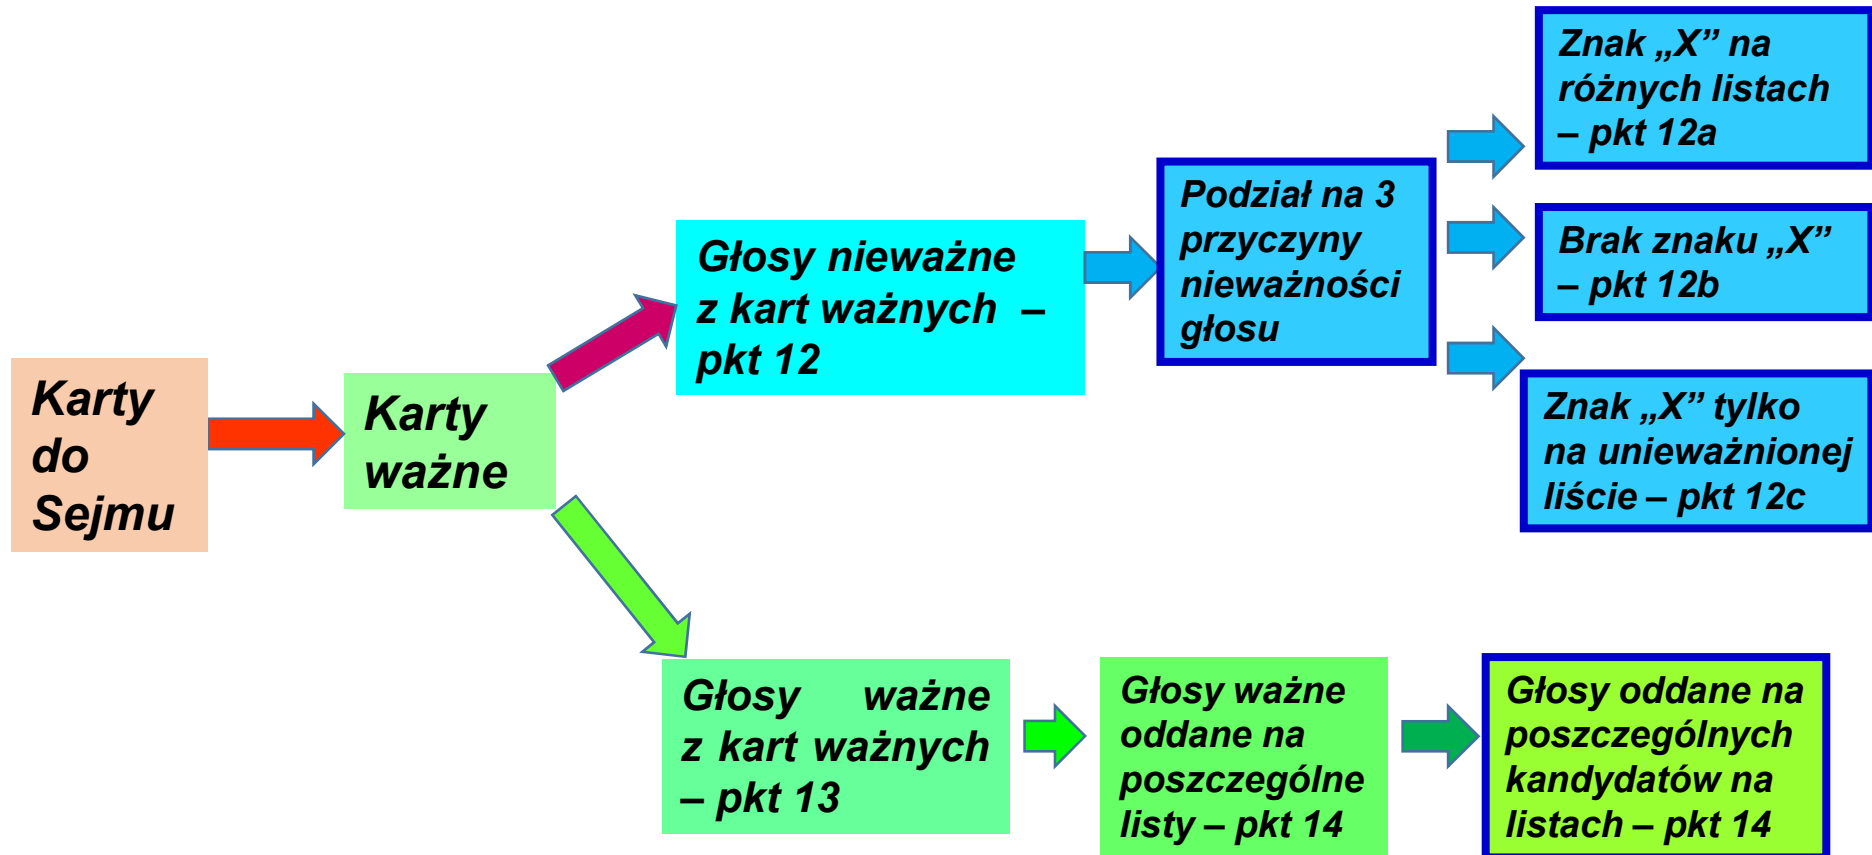 Karty
do
Sejmu
Karty
ważne
Głosy nieważne
z kart ważnych –
pkt 12
Podział na 3
przyczyny
nieważności
głosu
Znak „X” na
różnych listach
– pkt 12a
Brak znaku „X”
– pkt 12b
Znak „X” tylko
na unieważnionej
liście – pkt 12c
Głosy ważne
z kart ważnych
– pkt 13
Głosy ważne
oddane na
poszczególne
listy – pkt 14
Głosy oddane na
poszczególnych
kandydatów na
listach – pkt 14